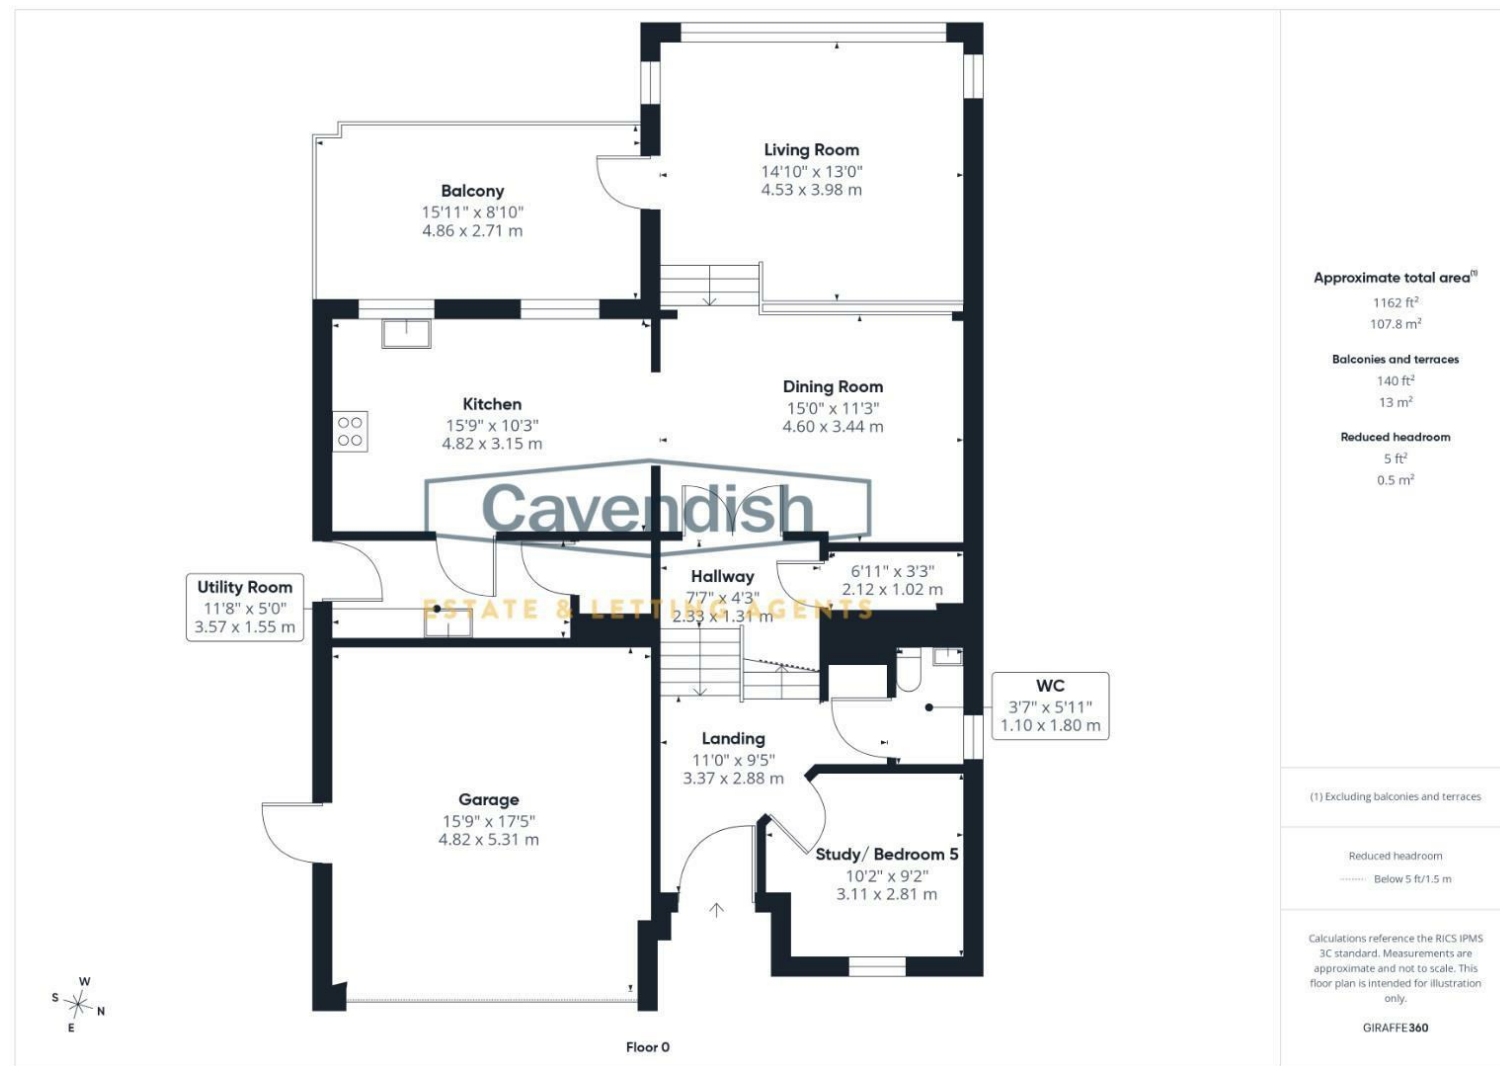 Living Room
14'10" x 13'0"
4.53 x 3.98 m
Balcony
15'11" x 8'10"
4.86 x 2.71 m
Kitchen
15'9" x 10'3"
4.82 x 3.15 m
Dining Room
15'0" x 11'3"
4.60 x 3.44 m
Cavendish
ESTATE & LETTING AGENTS
Utility Room
11'8" x 5'0"
3.57 x 1.55 m
Hallway
7'7" x 4'3"
2.33 x 1.31 m
6'11" x 3'3"
2.12 x 1.02 m
WC
3'7" x 5'11"
1.10 x 1.80 m
Landing
11'0" x 9'5"
3.37 x 2.88 m
Garage
15'9" x 17'5"
4.82 x 5.31 m
Study/ Bedroom 5
10'2" x 9'2"
3.11 x 2.81 m
W
S
N
E
Floor 0
Approximate total area(1)
1162 ft²
107.8 m²
Balconies and terraces
140 ft²
13 m²
Reduced headroom
5 ft²
0.5 m²
(1) Excluding balconies and terraces
Reduced headroom
Below 5 ft/1.5 m
Calculations reference the RICS IPMS
3C standard. Measurements are
approximate and not to scale. This
floor plan is intended for illustration
only.
GIRAFFE360